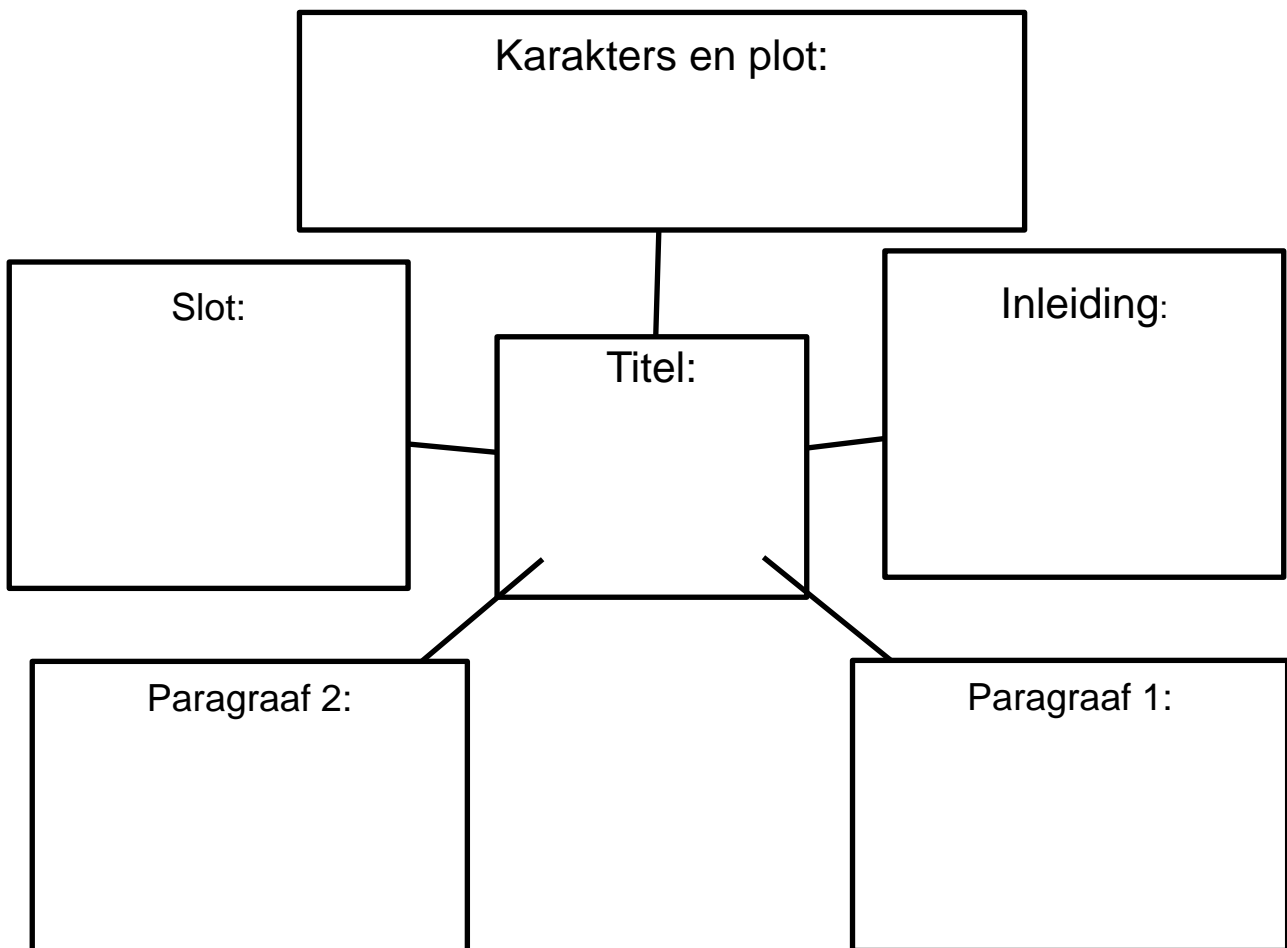 Karakters en plot:
Slot:
Inleiding:
Titel:
Paragraaf 2:
Paragraaf 1: